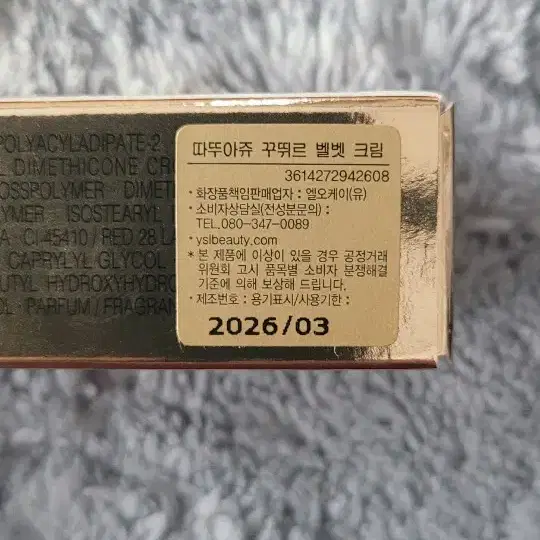 POLYACYLADIPATE-2
DIMETHICONE
DIMETH
ISOSTEARYL
CI 45410 / RED 28 LA
CAPRYLYL GLYCOL
HYDROXYHYDRO
PARFUM / FRAGRAN
따뚜아쥬 꾸뛰르 벨벳 크림
3614272942608
• 화장품책임판매업자 : 엘오케이(유)
• 소비자상담실(전성분문의) :
TEL.080-347-0089
yslbeauty.com
* 본 제품에 이상이 있을 경우 공정거래
위원회 고시 품목별 소비자 분쟁해결
기준에 의해 보상해 드립니다.
• 제조번호 : 용기표시/사용기한 :
2026/03